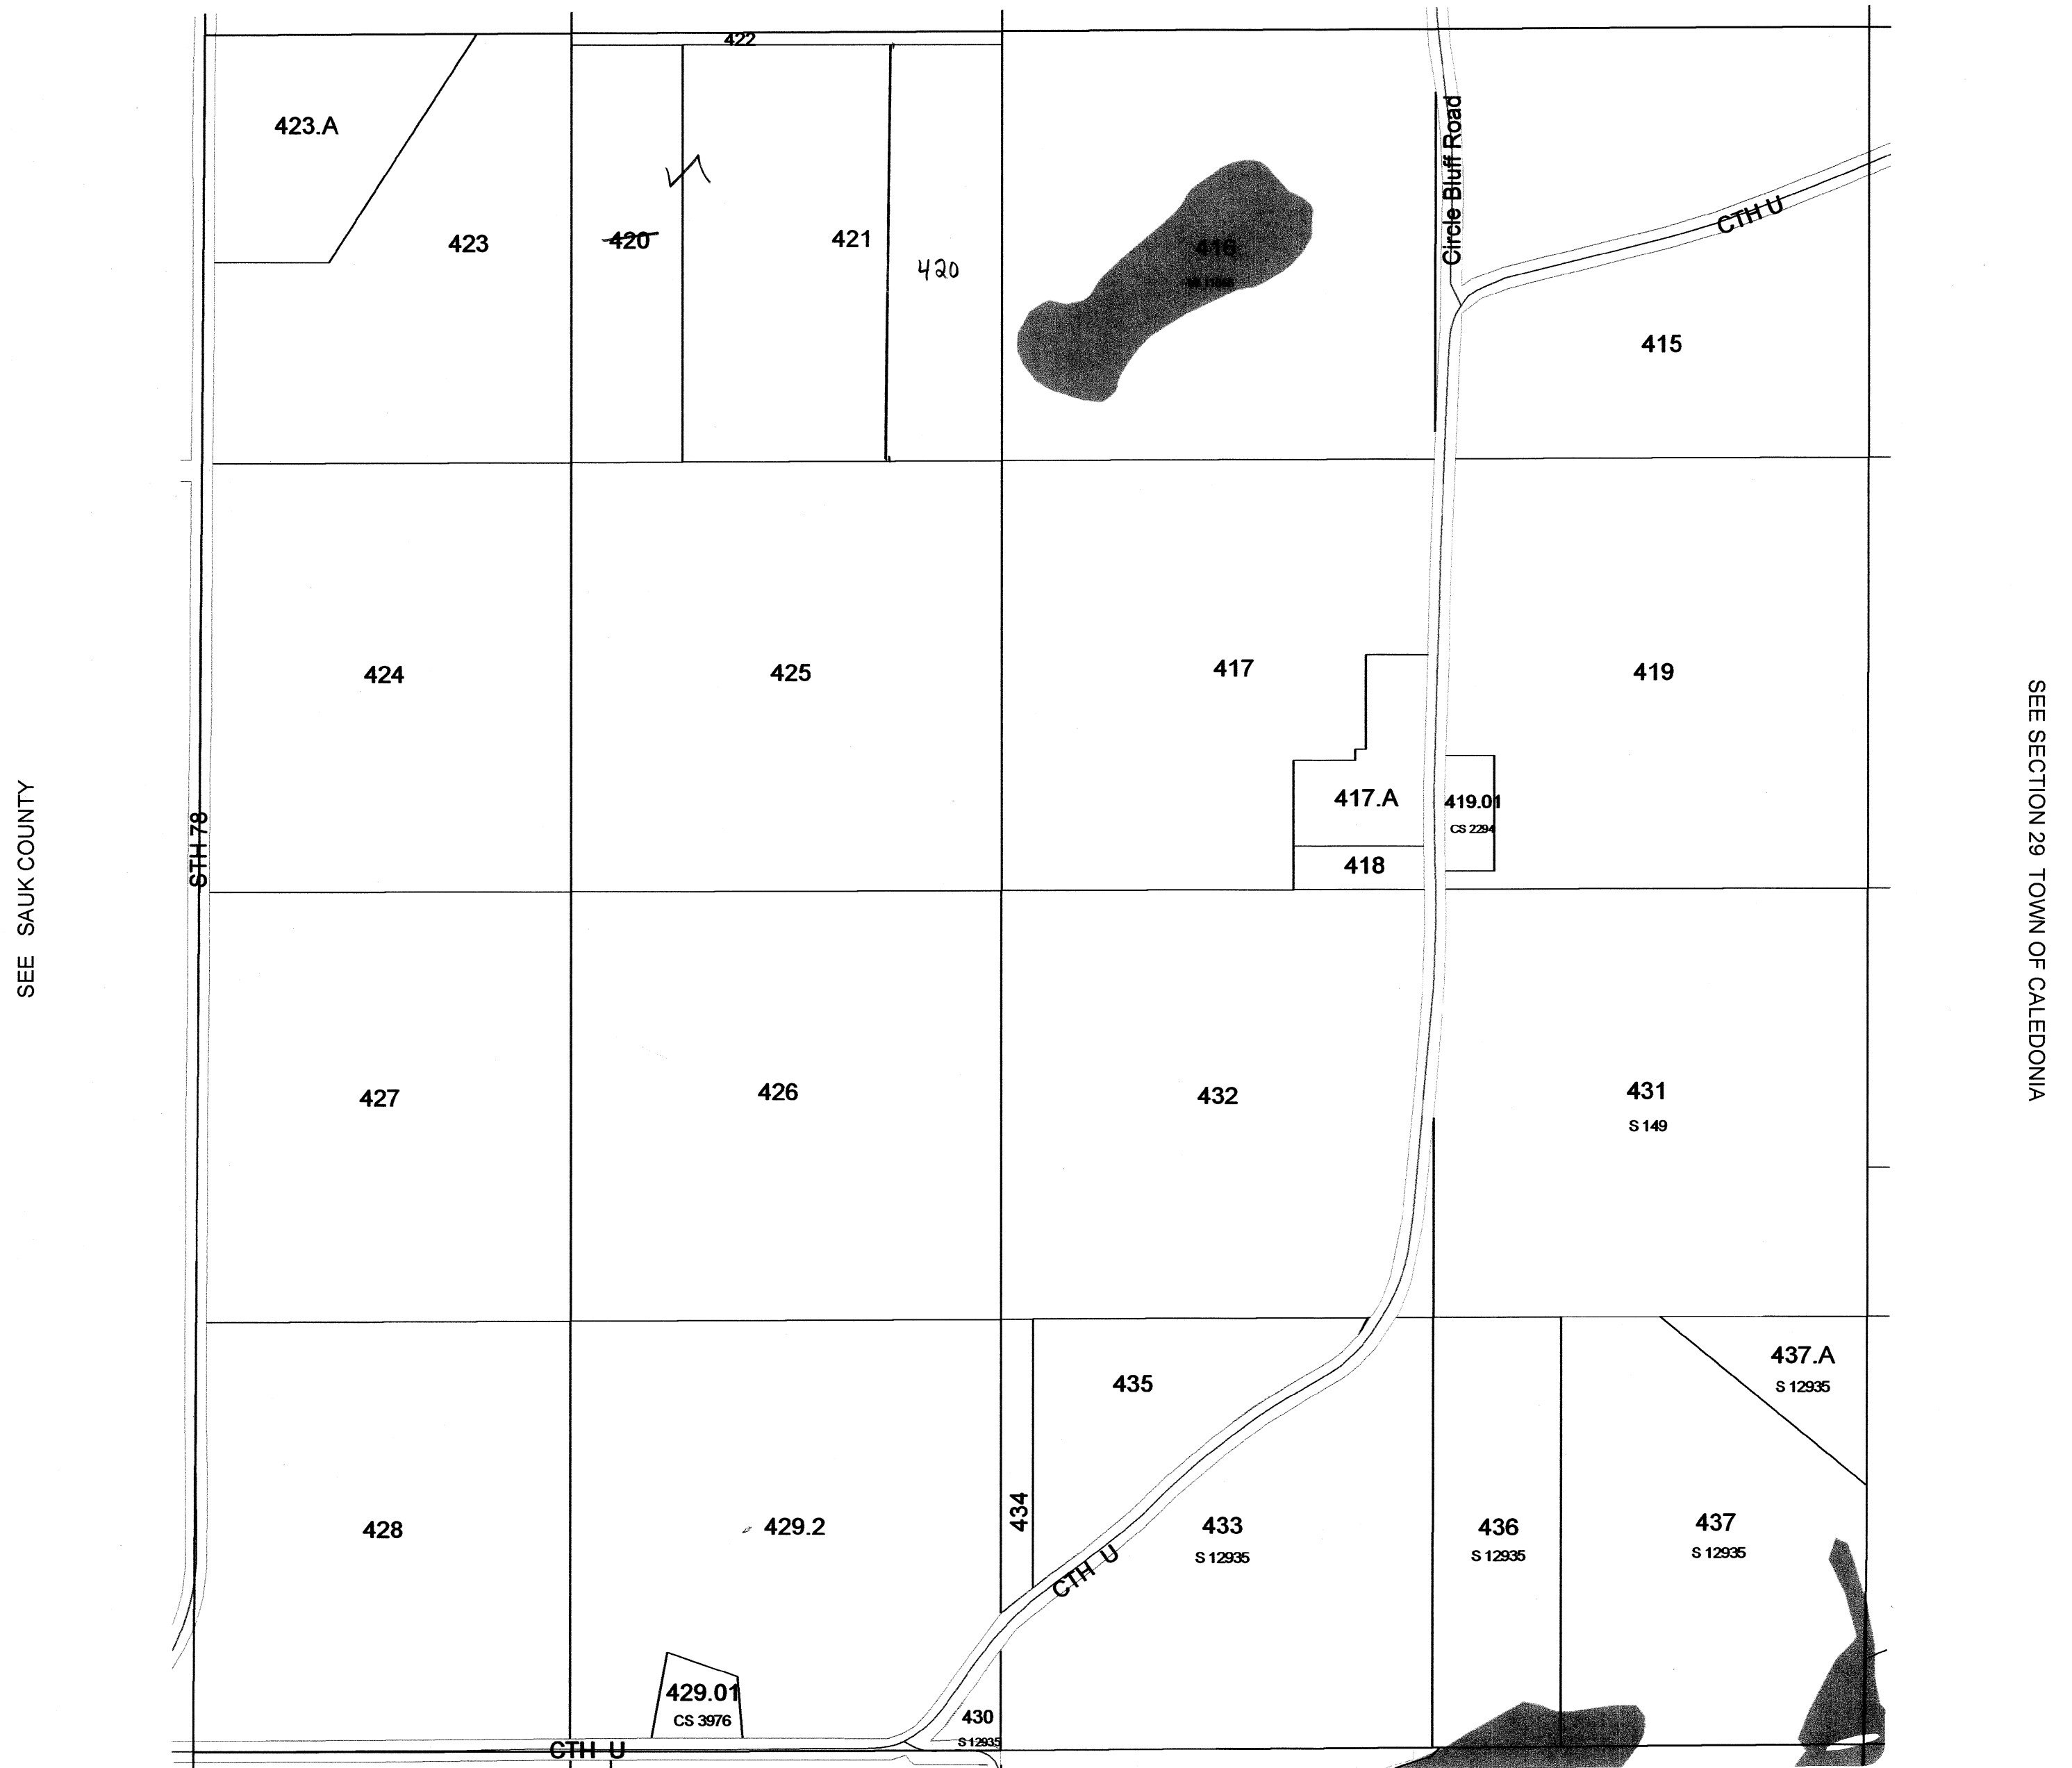 422
423.A
Circle Bluff Road
CTH U
423
420
421
420
416
415
424
425
417
419
417.A
419.01
CS 2294
418
STH 78
SEE SAUK COUNTY
SEE SECTION 29 TOWN OF CALEDONIA
427
426
432
431
S 149
435
437.A
S 12935
434
428
429.2
433
S 12935
436
S 12935
437
S 12935
CTH U
429.01
CS 3976
430
S 12935
CTH U